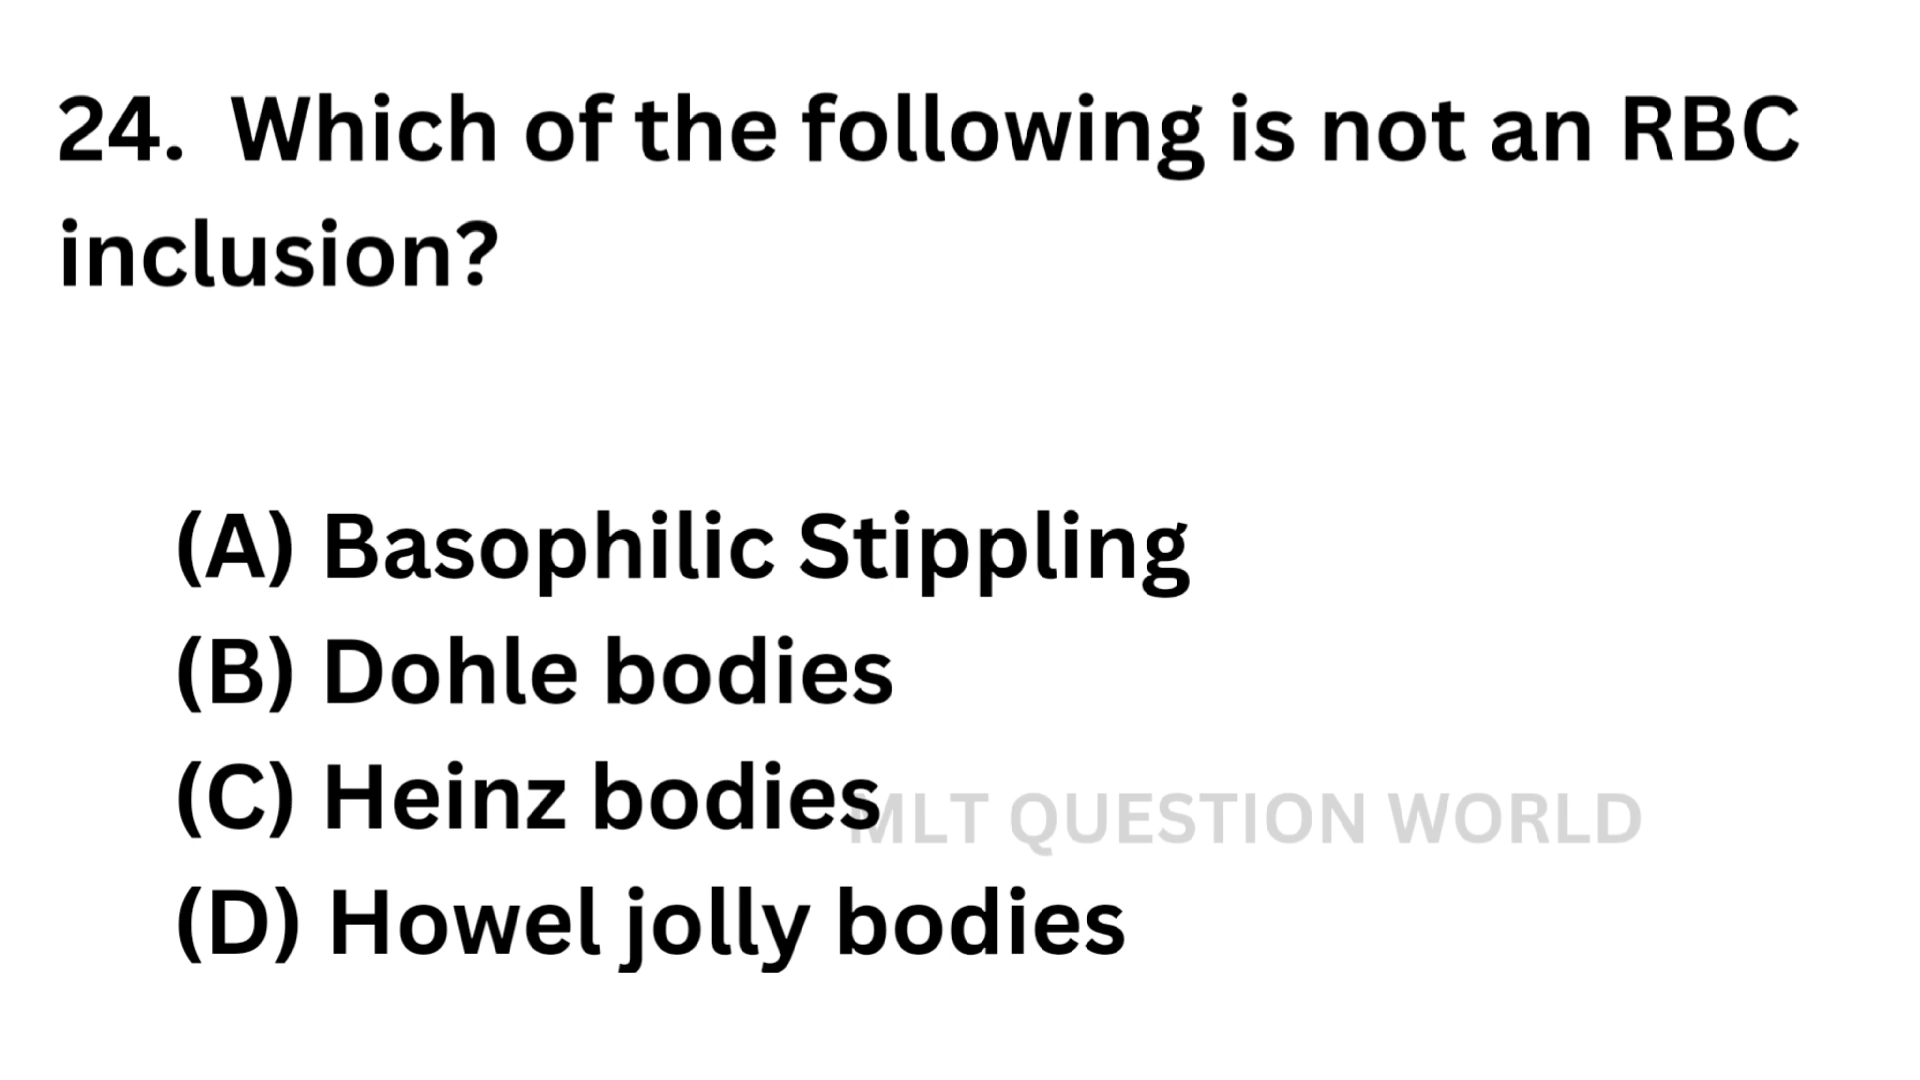 24. Which of the following is not an RBC
inclusion?
(A) Basophilic Stippling
(B) Dohle bodies
(C) Heinz bodies
MLT QUESTION WORLD
(D) Howel jolly bodies